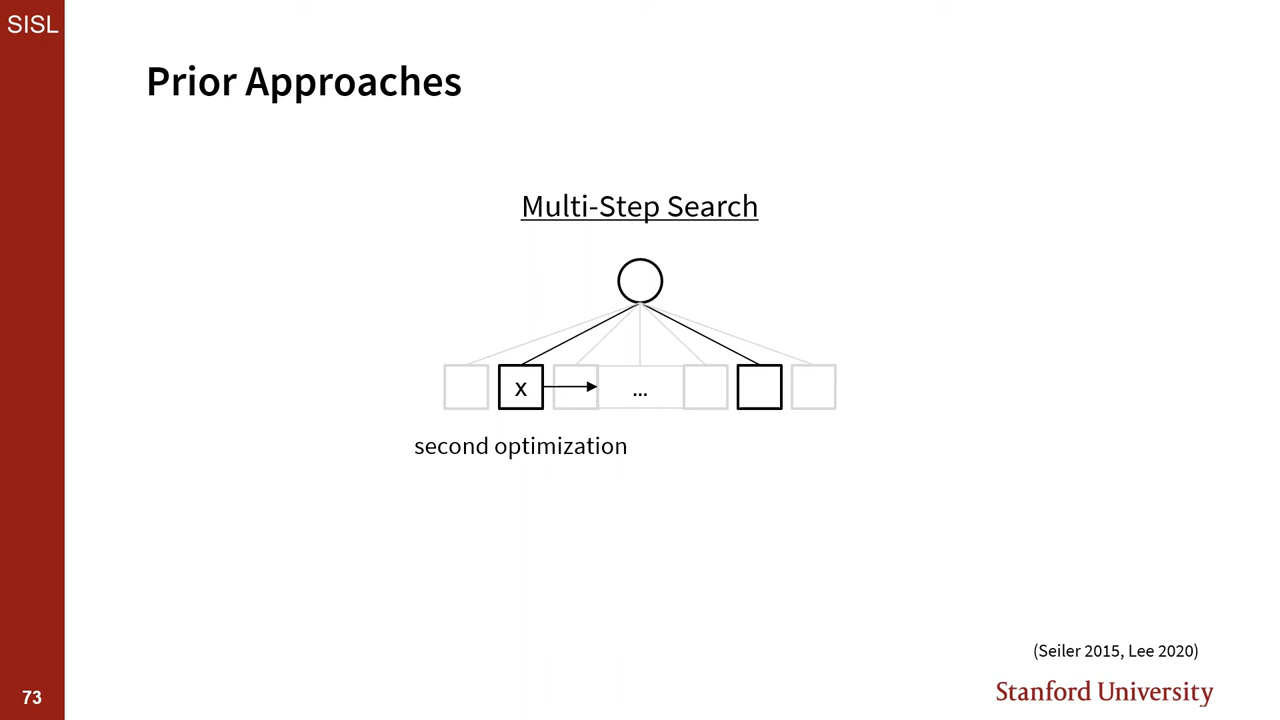 SISL
Prior Approaches
Multi-Step Search
x
...
second optimization
(Seiler 2015, Lee 2020)
73
Stanford University